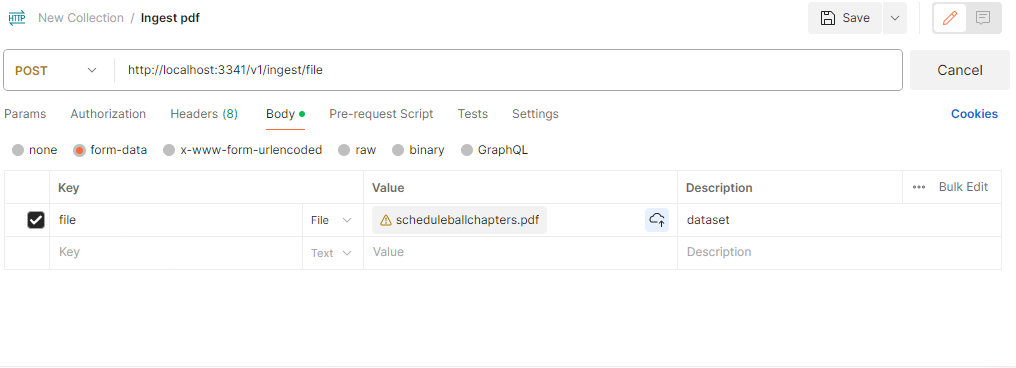 HTTP New Collection / Ingest pdf Save
POST http://localhost:3341/v1/ingest/file Cancel
Params Authorization Headers (8) Body Pre-request Script Tests Settings Cookies
none form-data x-www-form-urlencoded raw binary GraphQL
Key Value Description Bulk Edit
file File scheduleballchapters.pdf dataset
Key Text Value Description